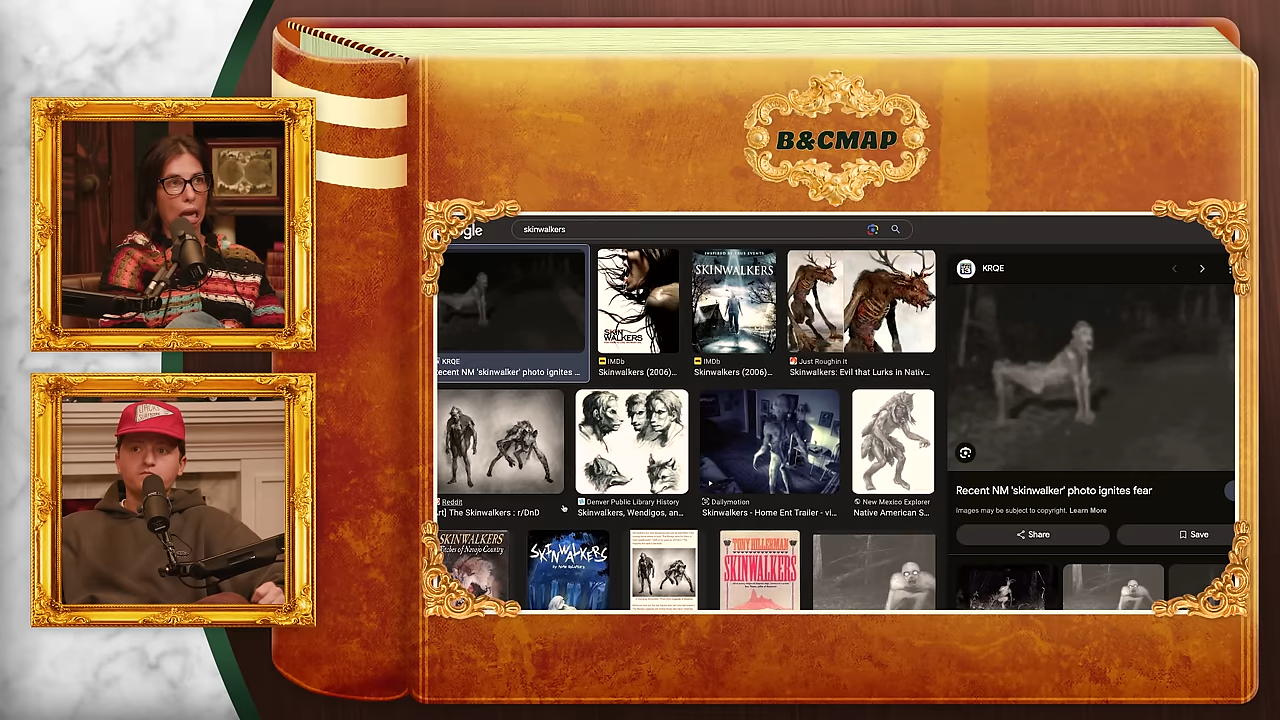 B&CMAP
gle
skinwalkers
KRQE
KRQE
ecent NM 'skinwalker' photo ignites ...
SKIN WALKERS
IMDb
Skinwalkers (2006)...
SKINWALKERS
IMDb
Skinwalkers (2006)...
Just Roughin It
Skinwalkers: Evil that Lurks in Nativ...
Reddit
rt] The Skinwalkers : r/DnD
Denver Public Library History
Skinwalkers, Wendigos, an...
Dailymotion
Skinwalkers - Home Ent Trailer - vi...
New Mexico Explorer
Native American S...
Recent NM 'skinwalker' photo ignites fear
Images may be subject to copyright. Learn More
Share
Save
SKINWALKERS
SKINWALKERS
TONY HILLERMAN
SKINWALKERS